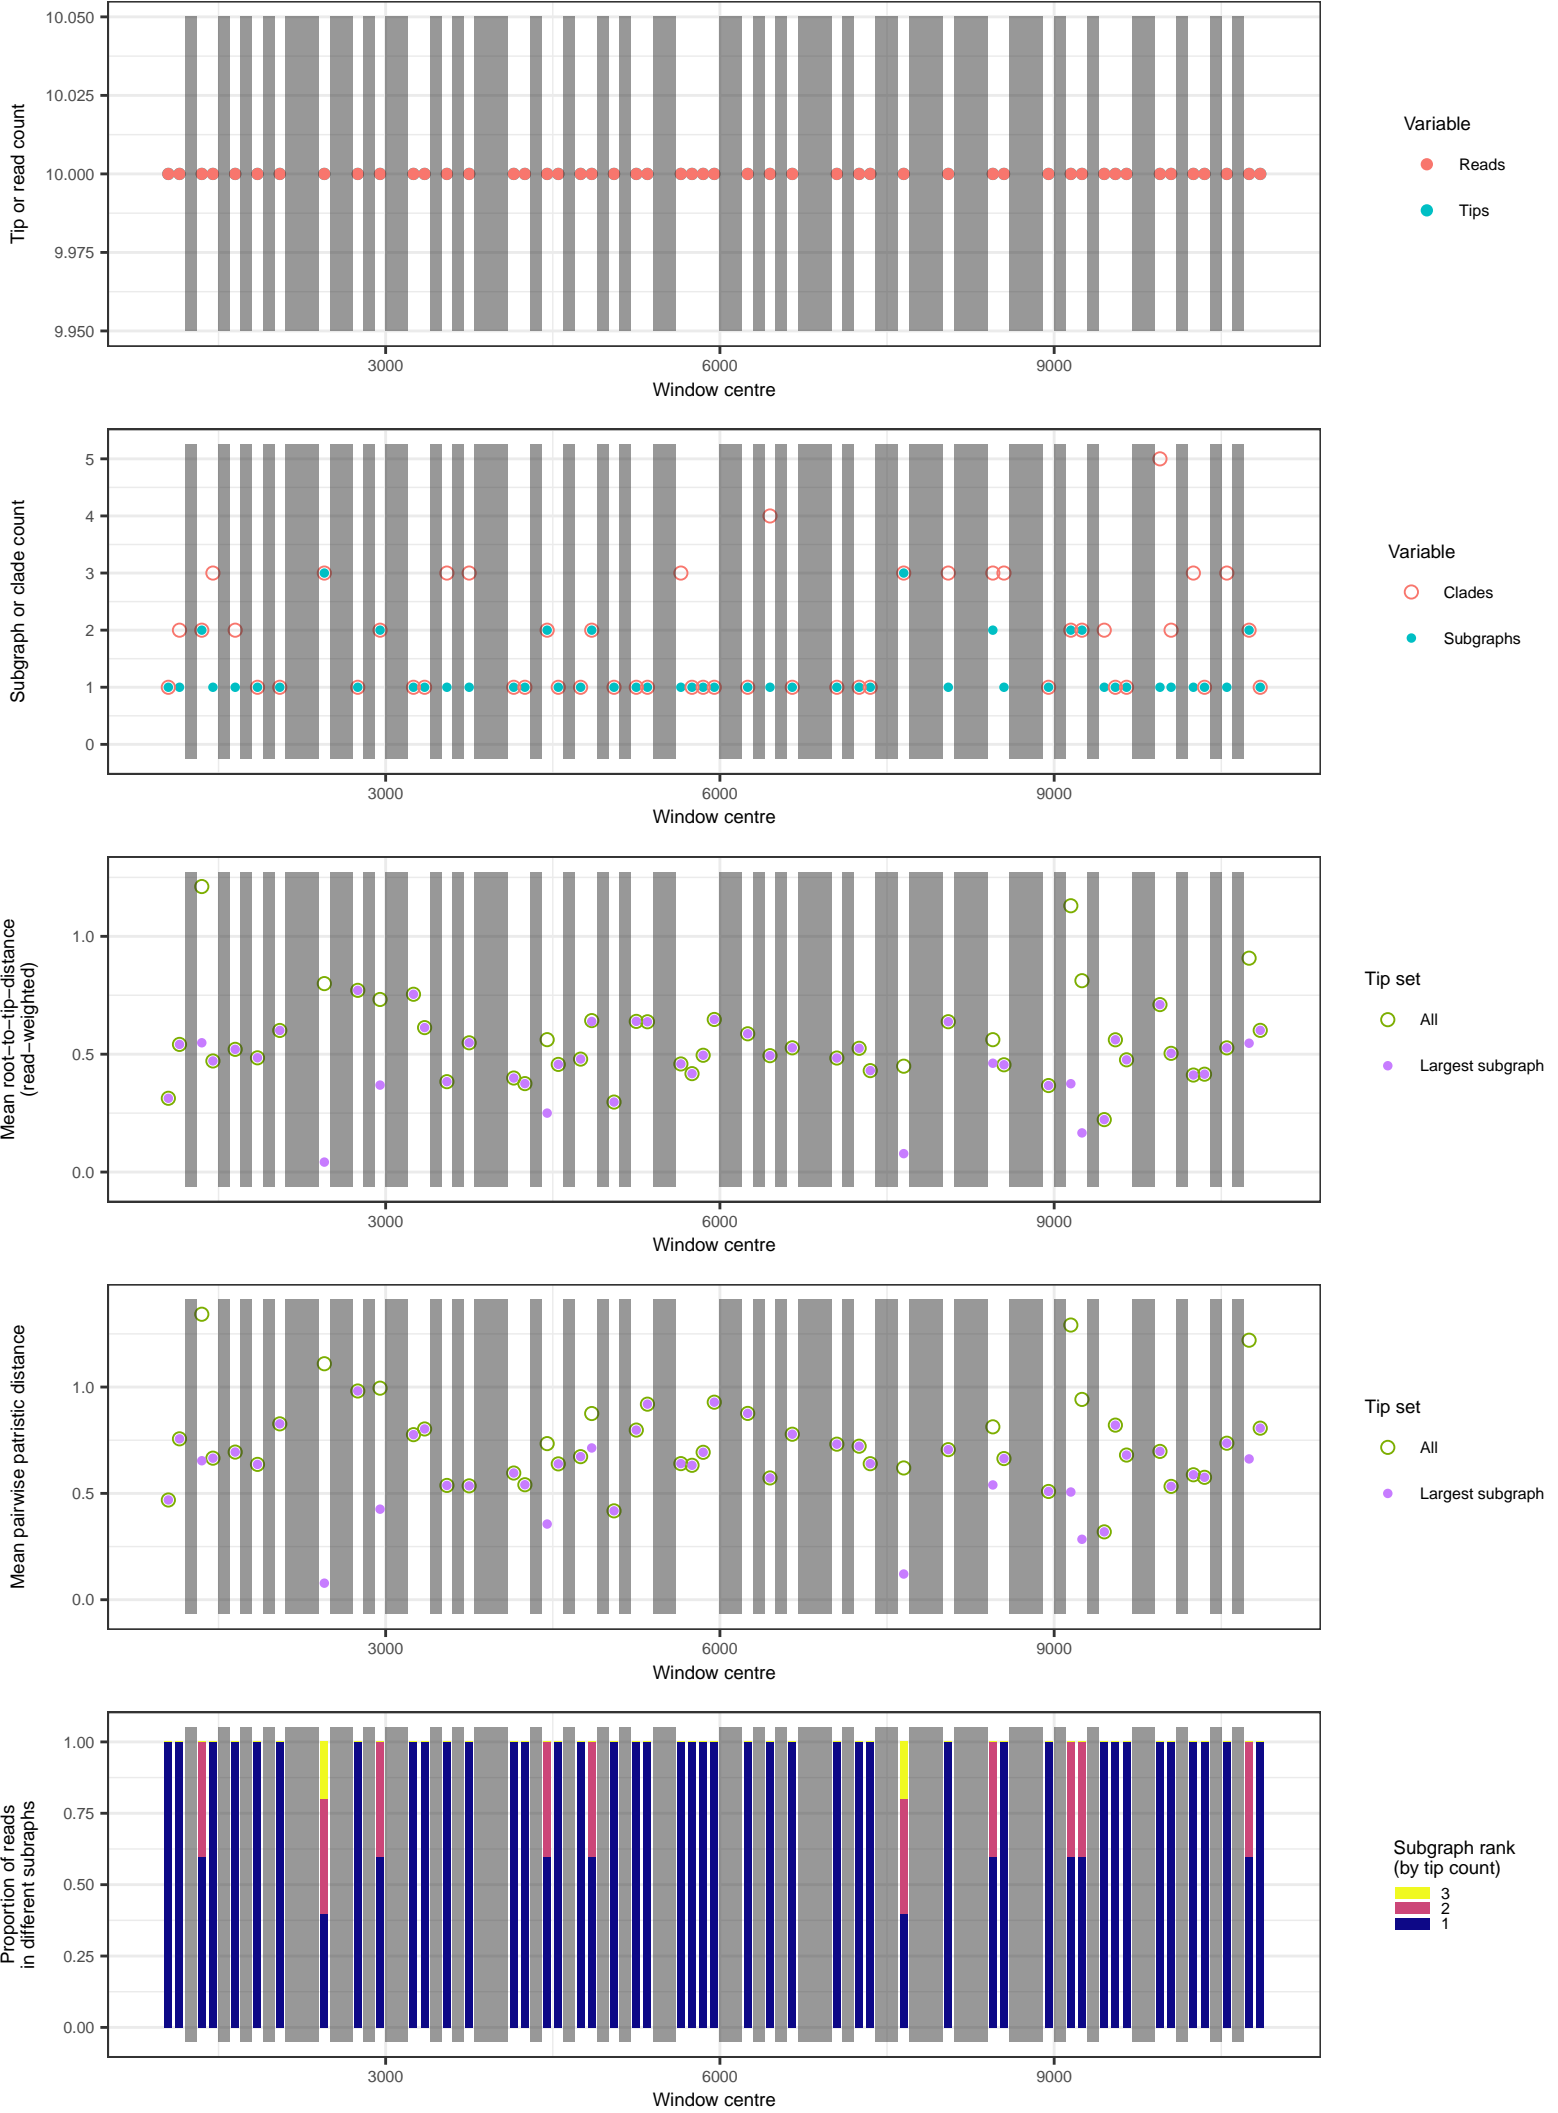 10.050
10.025
10.000
9.975
9.950
Tip or read count
3000
6000
9000
Window centre
Variable
Reads
Tips
5
4
3
2
1
0
Subgraph or clade count
3000
6000
9000
Window centre
Variable
Clades
Subgraphs
1.0
0.5
0.0
Mean root−to−tip−distance
(read−weighted)
3000
6000
9000
Window centre
Tip set
All
Largest subgraph
1.0
0.5
0.0
Mean pairwise patristic distance
3000
6000
9000
Window centre
Tip set
All
Largest subgraph
1.00
0.75
0.50
0.25
0.00
Proportion of reads
in different subraphs
3000
6000
9000
Window centre
Subgraph rank
(by tip count)
3
2
1